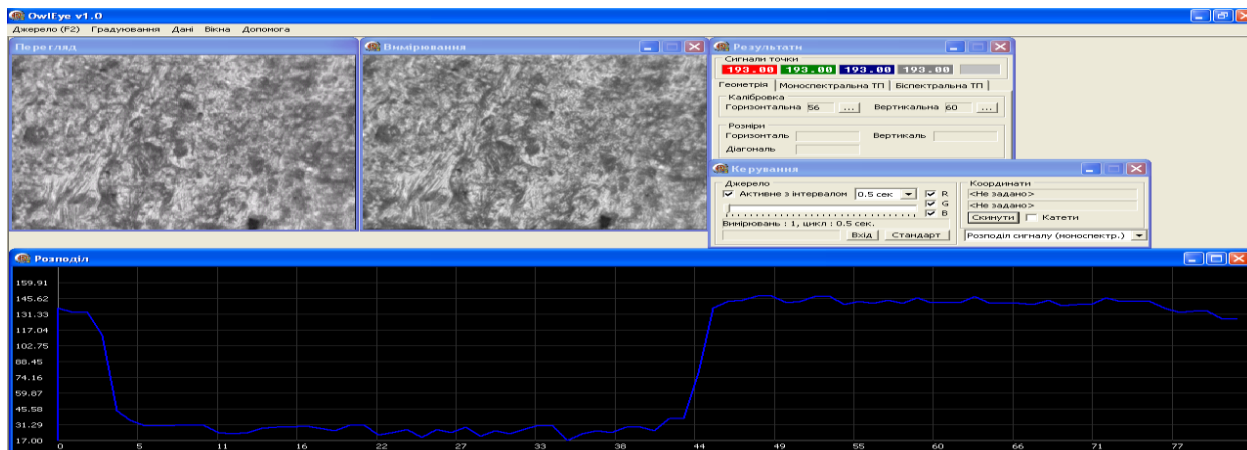 OwlEye v1.0
Джерело (F2) Градуювання Дані Вікна Допомога
Перегляд
Вимірювання
Результати
Сигнали точки
193.00 193.00 193.00 193.00
Геометрія Моноспектральна ТП Біспектральна ТП
Калібровка
Горизонтальна 56 ... Вертикальна 60 ...
Розміри
Горизонталь Вертикаль
Діагональ
Керування
Джерело
Активне з інтервалом 0.5 сек R
G
B
Вимірювань : 1, цикл : 0.5 сек.
Вхід Стандарт
Координати
<Не задано>
<Не задано>
Скинути Катети
Розподіл сигналу (моноспектр.)
Розподіл
159.91
145.62
131.33
117.04
102.75
88.45
74.16
59.87
45.58
31.29
17.00
0 5 11 16 22 27 33 38 44 49 55 60 66 71 77